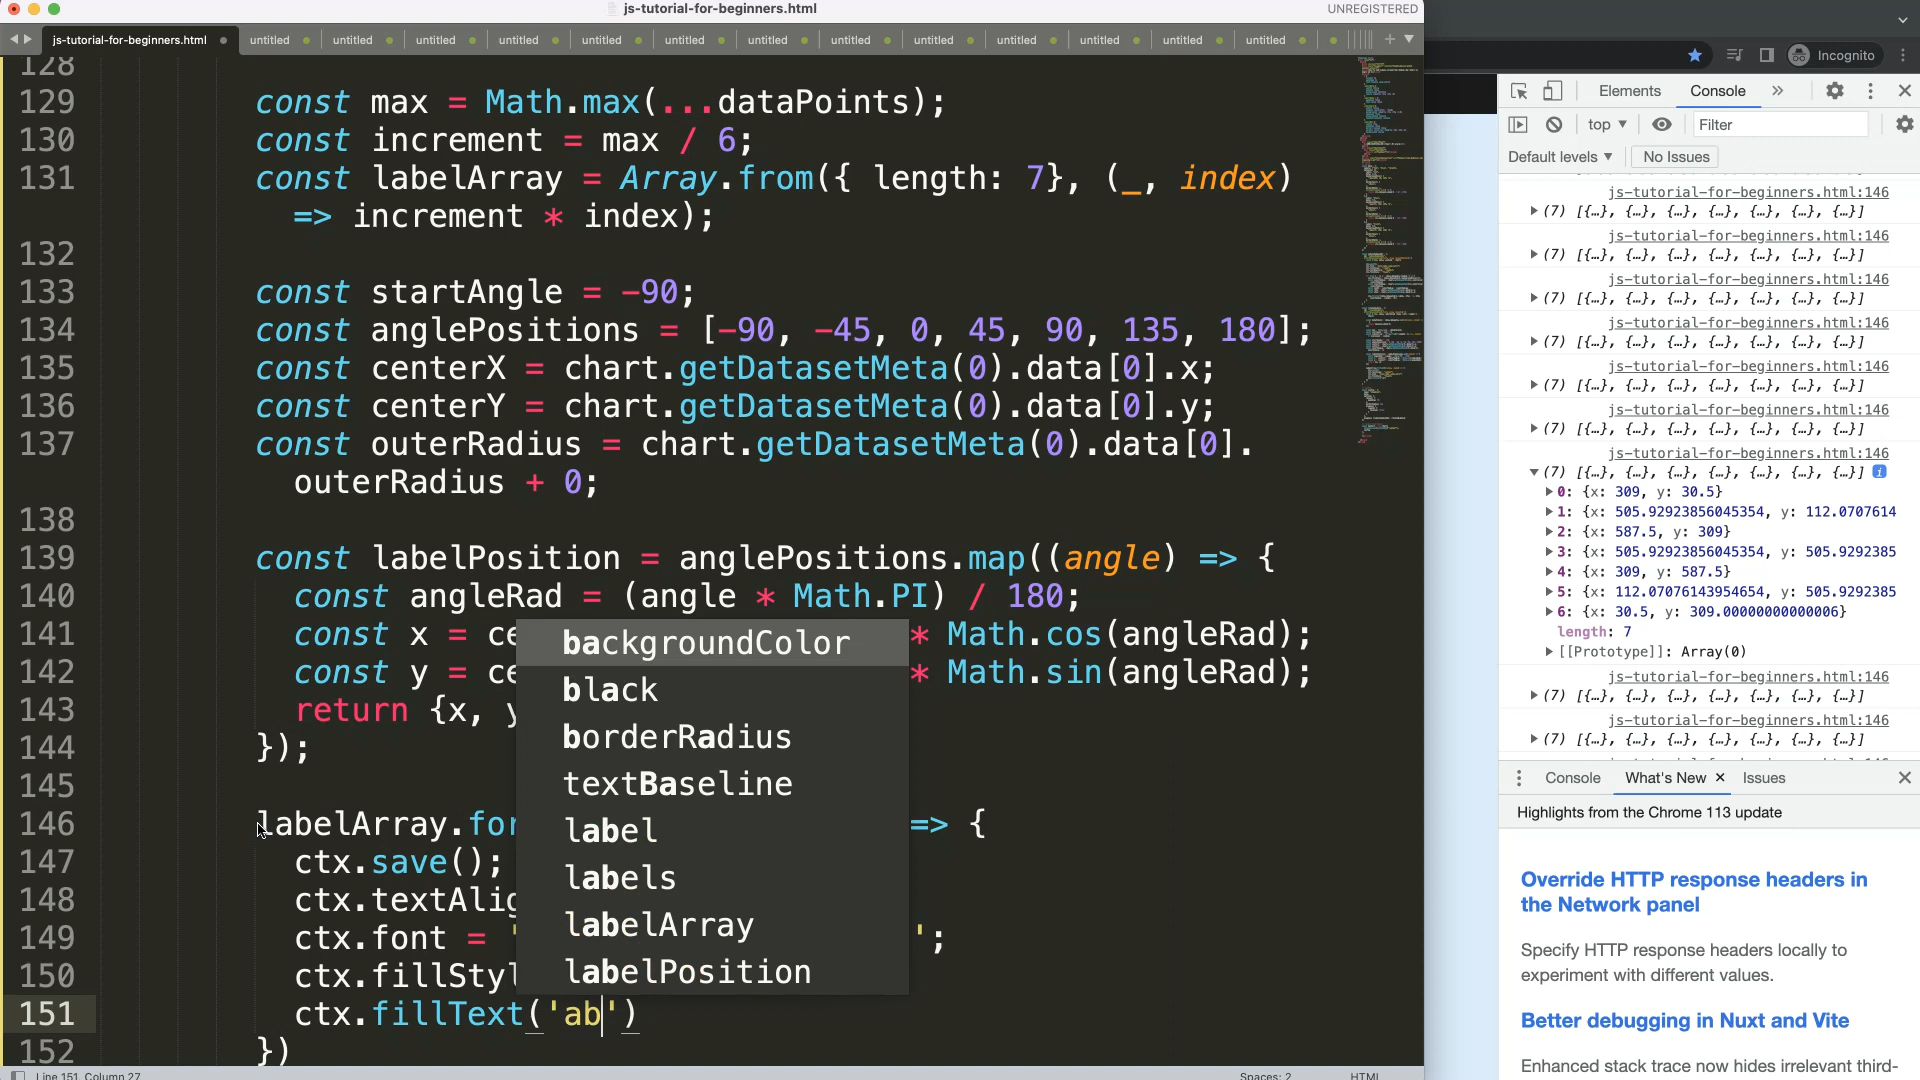 js-tutorial-for-beginners.html
UNREGISTERED
js-tutorial-for-beginners.html untitled untitled untitled untitled untitled untitled untitled untitled untitled untitled untitled untitled untitled
128
129 const max = Math.max(...dataPoints);
130 const increment = max / 6;
131 const labelArray = Array.from({ length: 7}, (_, index)
=> increment * index);
132
133 const startAngle = -90;
134 const anglePositions = [-90, -45, 0, 45, 90, 135, 180];
135 const centerX = chart.getDatasetMeta(0).data[0].x;
136 const centerY = chart.getDatasetMeta(0).data[0].y;
137 const outerRadius = chart.getDatasetMeta(0).data[0].
outerRadius + 0;
138
139 const labelPosition = anglePositions.map((angle) => {
140 const angleRad = (angle * Math.PI) / 180;
141 const x = ce * Math.cos(angleRad);
142 const y = ce * Math.sin(angleRad);
143 return {x, y
144 });
145
146 labelArray.for => {
147 ctx.save();
148 ctx.textAlig
149 ctx.font = ' ';
150 ctx.fillStyl
151 ctx.fillText('ab')
152 })
backgroundColor
black
borderRadius
textBaseline
label
labels
labelArray
labelPosition
Line 151, Column 27
Spaces: 2
HTML
Incognito
Elements Console
top Filter
Default levels No Issues
js-tutorial-for-beginners.html:146
(7) [{…}, {…}, {…}, {…}, {…}, {…}, {…}]
js-tutorial-for-beginners.html:146
(7) [{…}, {…}, {…}, {…}, {…}, {…}, {…}]
js-tutorial-for-beginners.html:146
(7) [{…}, {…}, {…}, {…}, {…}, {…}, {…}]
js-tutorial-for-beginners.html:146
(7) [{…}, {…}, {…}, {…}, {…}, {…}, {…}]
js-tutorial-for-beginners.html:146
(7) [{…}, {…}, {…}, {…}, {…}, {…}, {…}]
js-tutorial-for-beginners.html:146
(7) [{…}, {…}, {…}, {…}, {…}, {…}, {…}]
js-tutorial-for-beginners.html:146
(7) [{…}, {…}, {…}, {…}, {…}, {…}, {…}] i
0: {x: 309, y: 30.5}
1: {x: 505.92923856045354, y: 112.0707614
2: {x: 587.5, y: 309}
3: {x: 505.92923856045354, y: 505.9292385
4: {x: 309, y: 587.5}
5: {x: 112.07076143954654, y: 505.9292385
6: {x: 30.5, y: 309.00000000000006}
length: 7
[[Prototype]]: Array(0)
js-tutorial-for-beginners.html:146
(7) [{…}, {…}, {…}, {…}, {…}, {…}, {…}]
js-tutorial-for-beginners.html:146
(7) [{…}, {…}, {…}, {…}, {…}, {…}, {…}]
Console What's New Issues
Highlights from the Chrome 113 update
Override HTTP response headers in
the Network panel
Specify HTTP response headers locally to
experiment with different values.
Better debugging in Nuxt and Vite
Enhanced stack trace now hides irrelevant third-